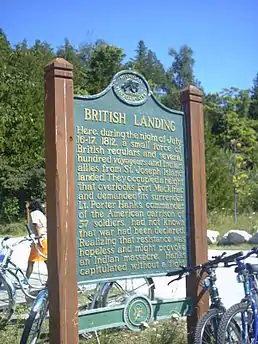 BRITISH LANDING
Here, during the night of July
16-17, 1812, a small force of
British regulars and several
hundred voyageurs and Indian
allies from St. Joseph Island
landed. They occupied a height
that overlooks Fort Mackinac
and demanded its surrender.
Lt. Porter Hanks, commander
of the American garrison of
57 soldiers, had not known
that war had been declared.
Realizing that resistance was
hopeless and might provoke
an Indian massacre, Hanks
capitulated without a fight.